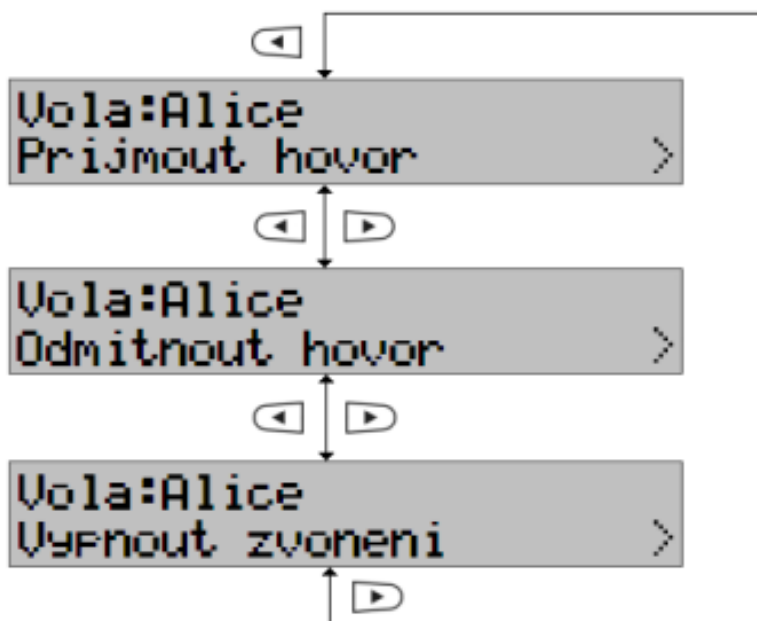 Vola:Alice
Prijmout hovor >
Vola:Alice
Odmitnout hovor >
Vola:Alice
Vypnout zvoneni >